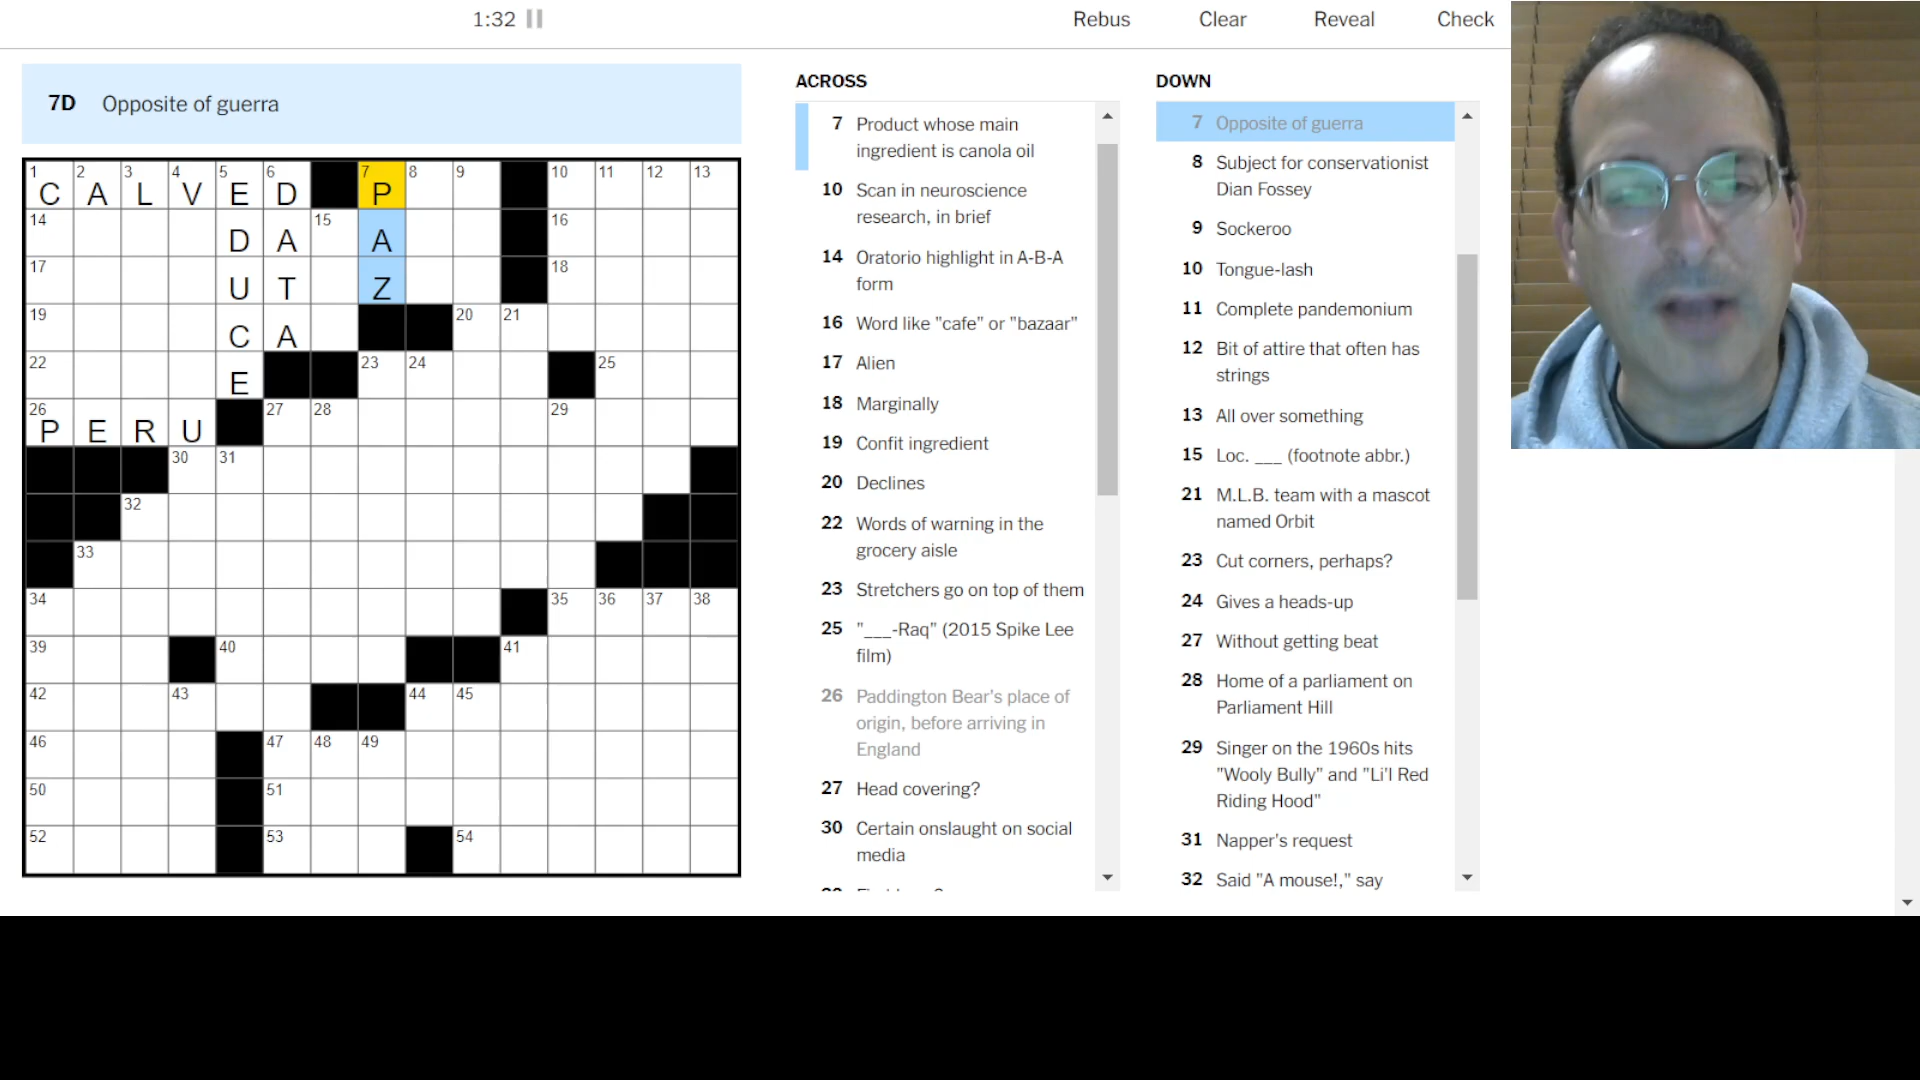 1:32
Rebus Clear Reveal Check
7D Opposite of guerra
1 2 3 4 5 6 7 8 9 10 11 12 13
C A L V E D P
14 15 16
D A A
17 18
U T Z
19 20 21
C A
22 23 24 25
E
26 27 28 29
P E R U
30 31
32
33
34 35 36 37 38
39 40 41
42 43 44 45
46 47 48 49
50 51
52 53 54
ACROSS
7 Product whose main
ingredient is canola oil
10 Scan in neuroscience
research, in brief
14 Oratorio highlight in A-B-A
form
16 Word like "cafe" or "bazaar"
17 Alien
18 Marginally
19 Confit ingredient
20 Declines
22 Words of warning in the
grocery aisle
23 Stretchers go on top of them
25 "___-Raq" (2015 Spike Lee
film)
26 Paddington Bear's place of
origin, before arriving in
England
27 Head covering?
30 Certain onslaught on social
media
DOWN
7 Opposite of guerra
8 Subject for conservationist
Dian Fossey
9 Sockeroo
10 Tongue-lash
11 Complete pandemonium
12 Bit of attire that often has
strings
13 All over something
15 Loc. ___ (footnote abbr.)
21 M.L.B. team with a mascot
named Orbit
23 Cut corners, perhaps?
24 Gives a heads-up
27 Without getting beat
28 Home of a parliament on
Parliament Hill
29 Singer on the 1960s hits
"Wooly Bully" and "Li'l Red
Riding Hood"
31 Napper's request
32 Said "A mouse!," say